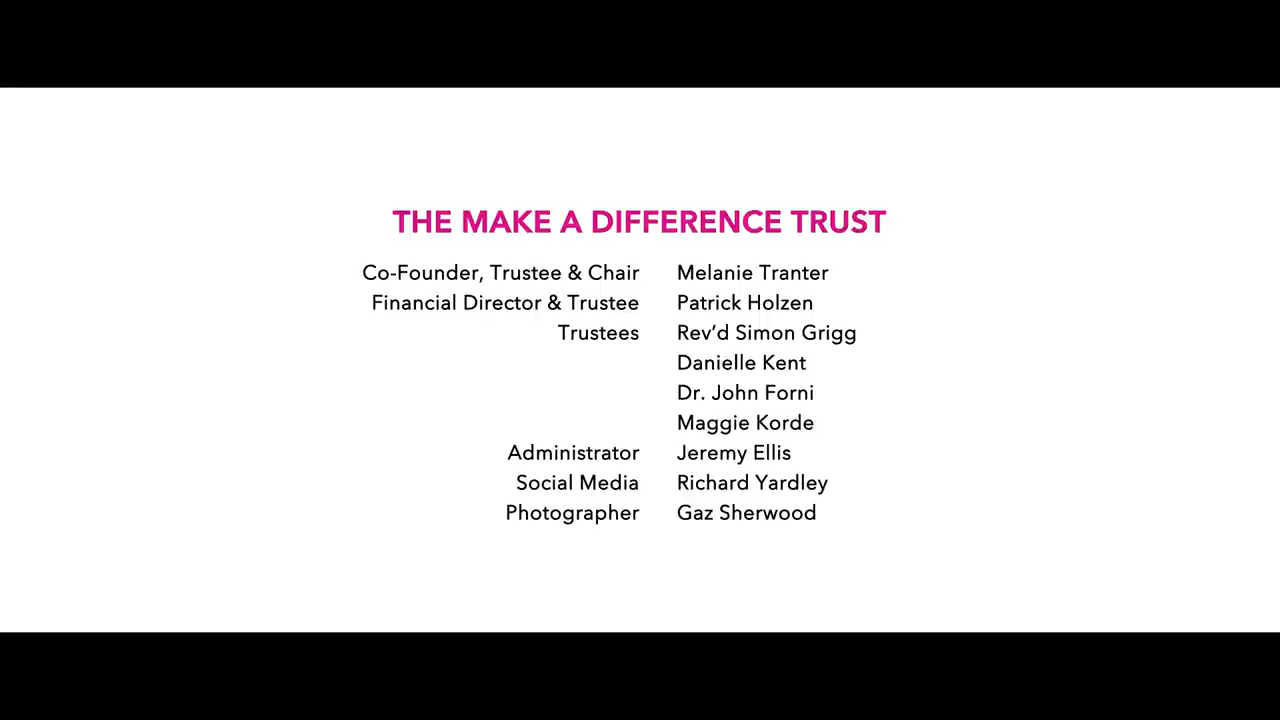 THE MAKE A DIFFERENCE TRUST
Co-Founder, Trustee & Chair Melanie Tranter
Financial Director & Trustee Patrick Holzen
Trustees Rev’d Simon Grigg
Danielle Kent
Dr. John Forni
Maggie Korde
Administrator Jeremy Ellis
Social Media Richard Yardley
Photographer Gaz Sherwood